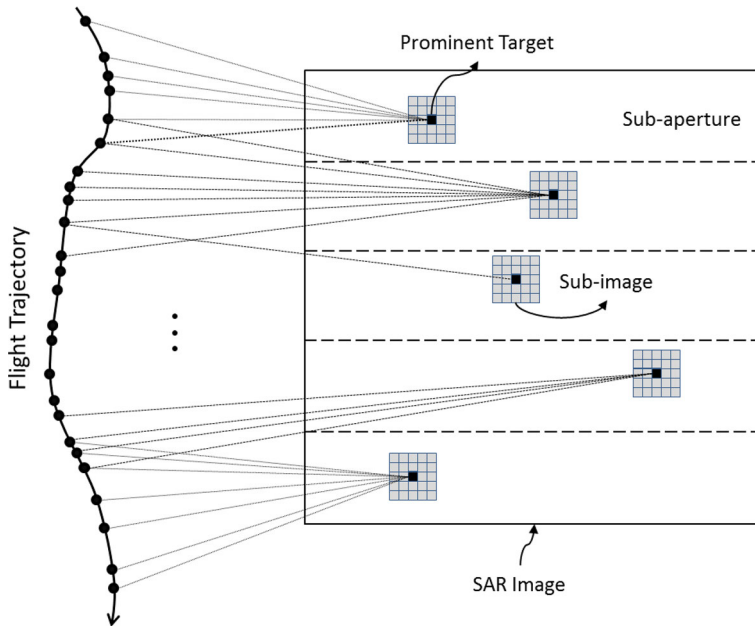 Prominent Target
Sub-aperture
Sub-image
Flight Trajectory
SAR Image